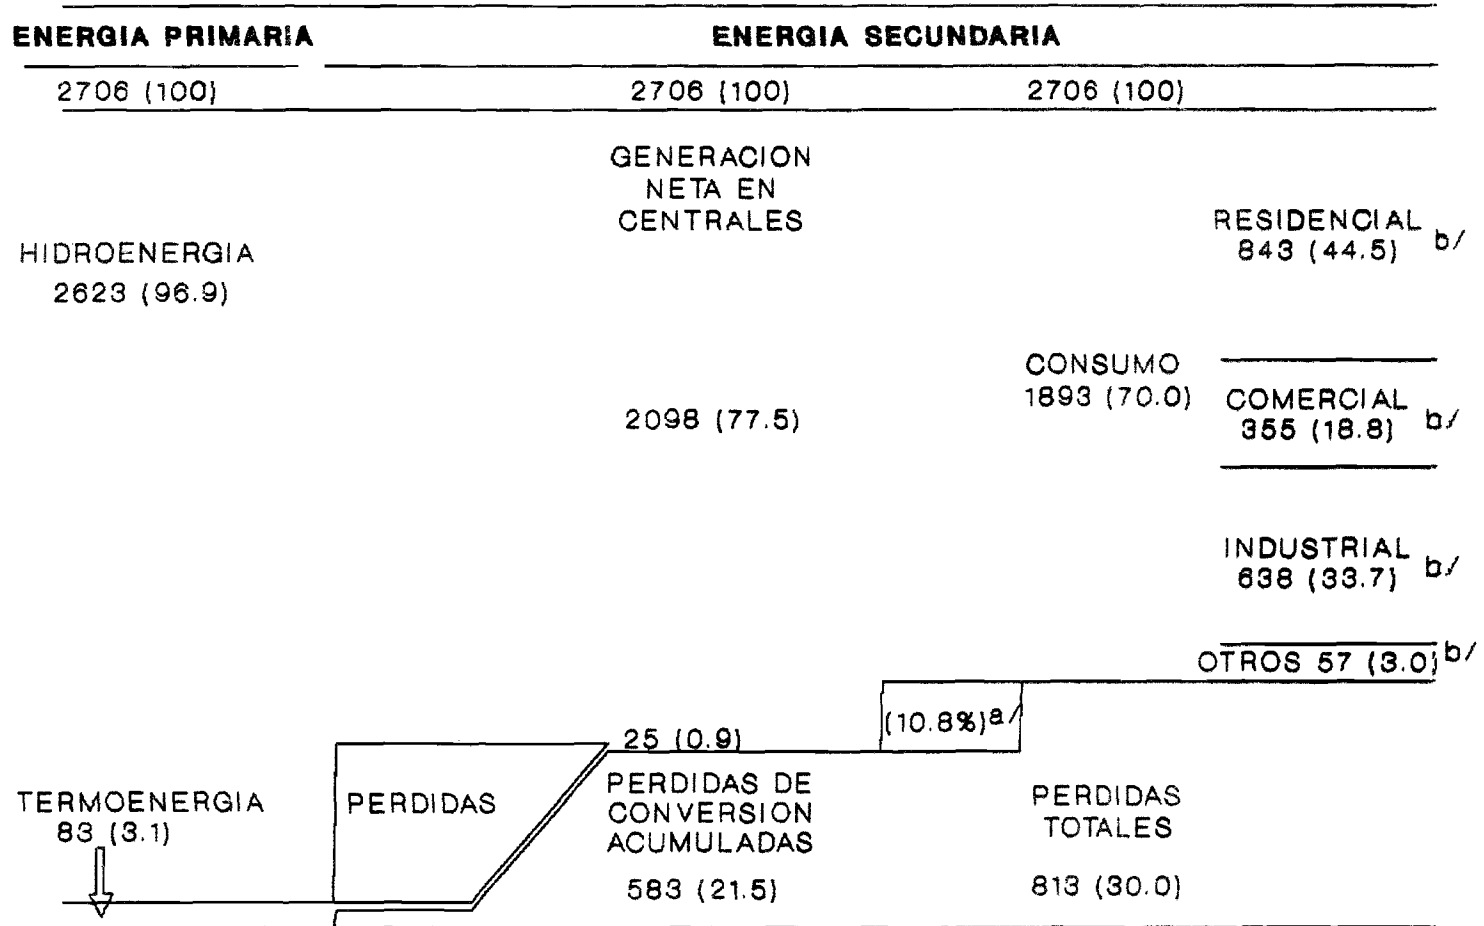 ENERGIA PRIMARIA
ENERGIA SECUNDARIA
2706 (100)
2706 (100)
2706 (100)
GENERACION
NETA EN
CENTRALES
HIDROENERGIA
2623 (96.9)
RESIDENCIAL b/
843 (44.5)
CONSUMO
1893 (70.0)
2098 (77.5)
COMERCIAL b/
355 (18.8)
INDUSTRIAL b/
638 (33.7)
OTROS 57 (3.0) b/
(10.8%) a/
25 (0.9)
TERMOENERGIA
83 (3.1)
PERDIDAS
PERDIDAS DE
CONVERSION
ACUMULADAS
583 (21.5)
PERDIDAS
TOTALES
813 (30.0)